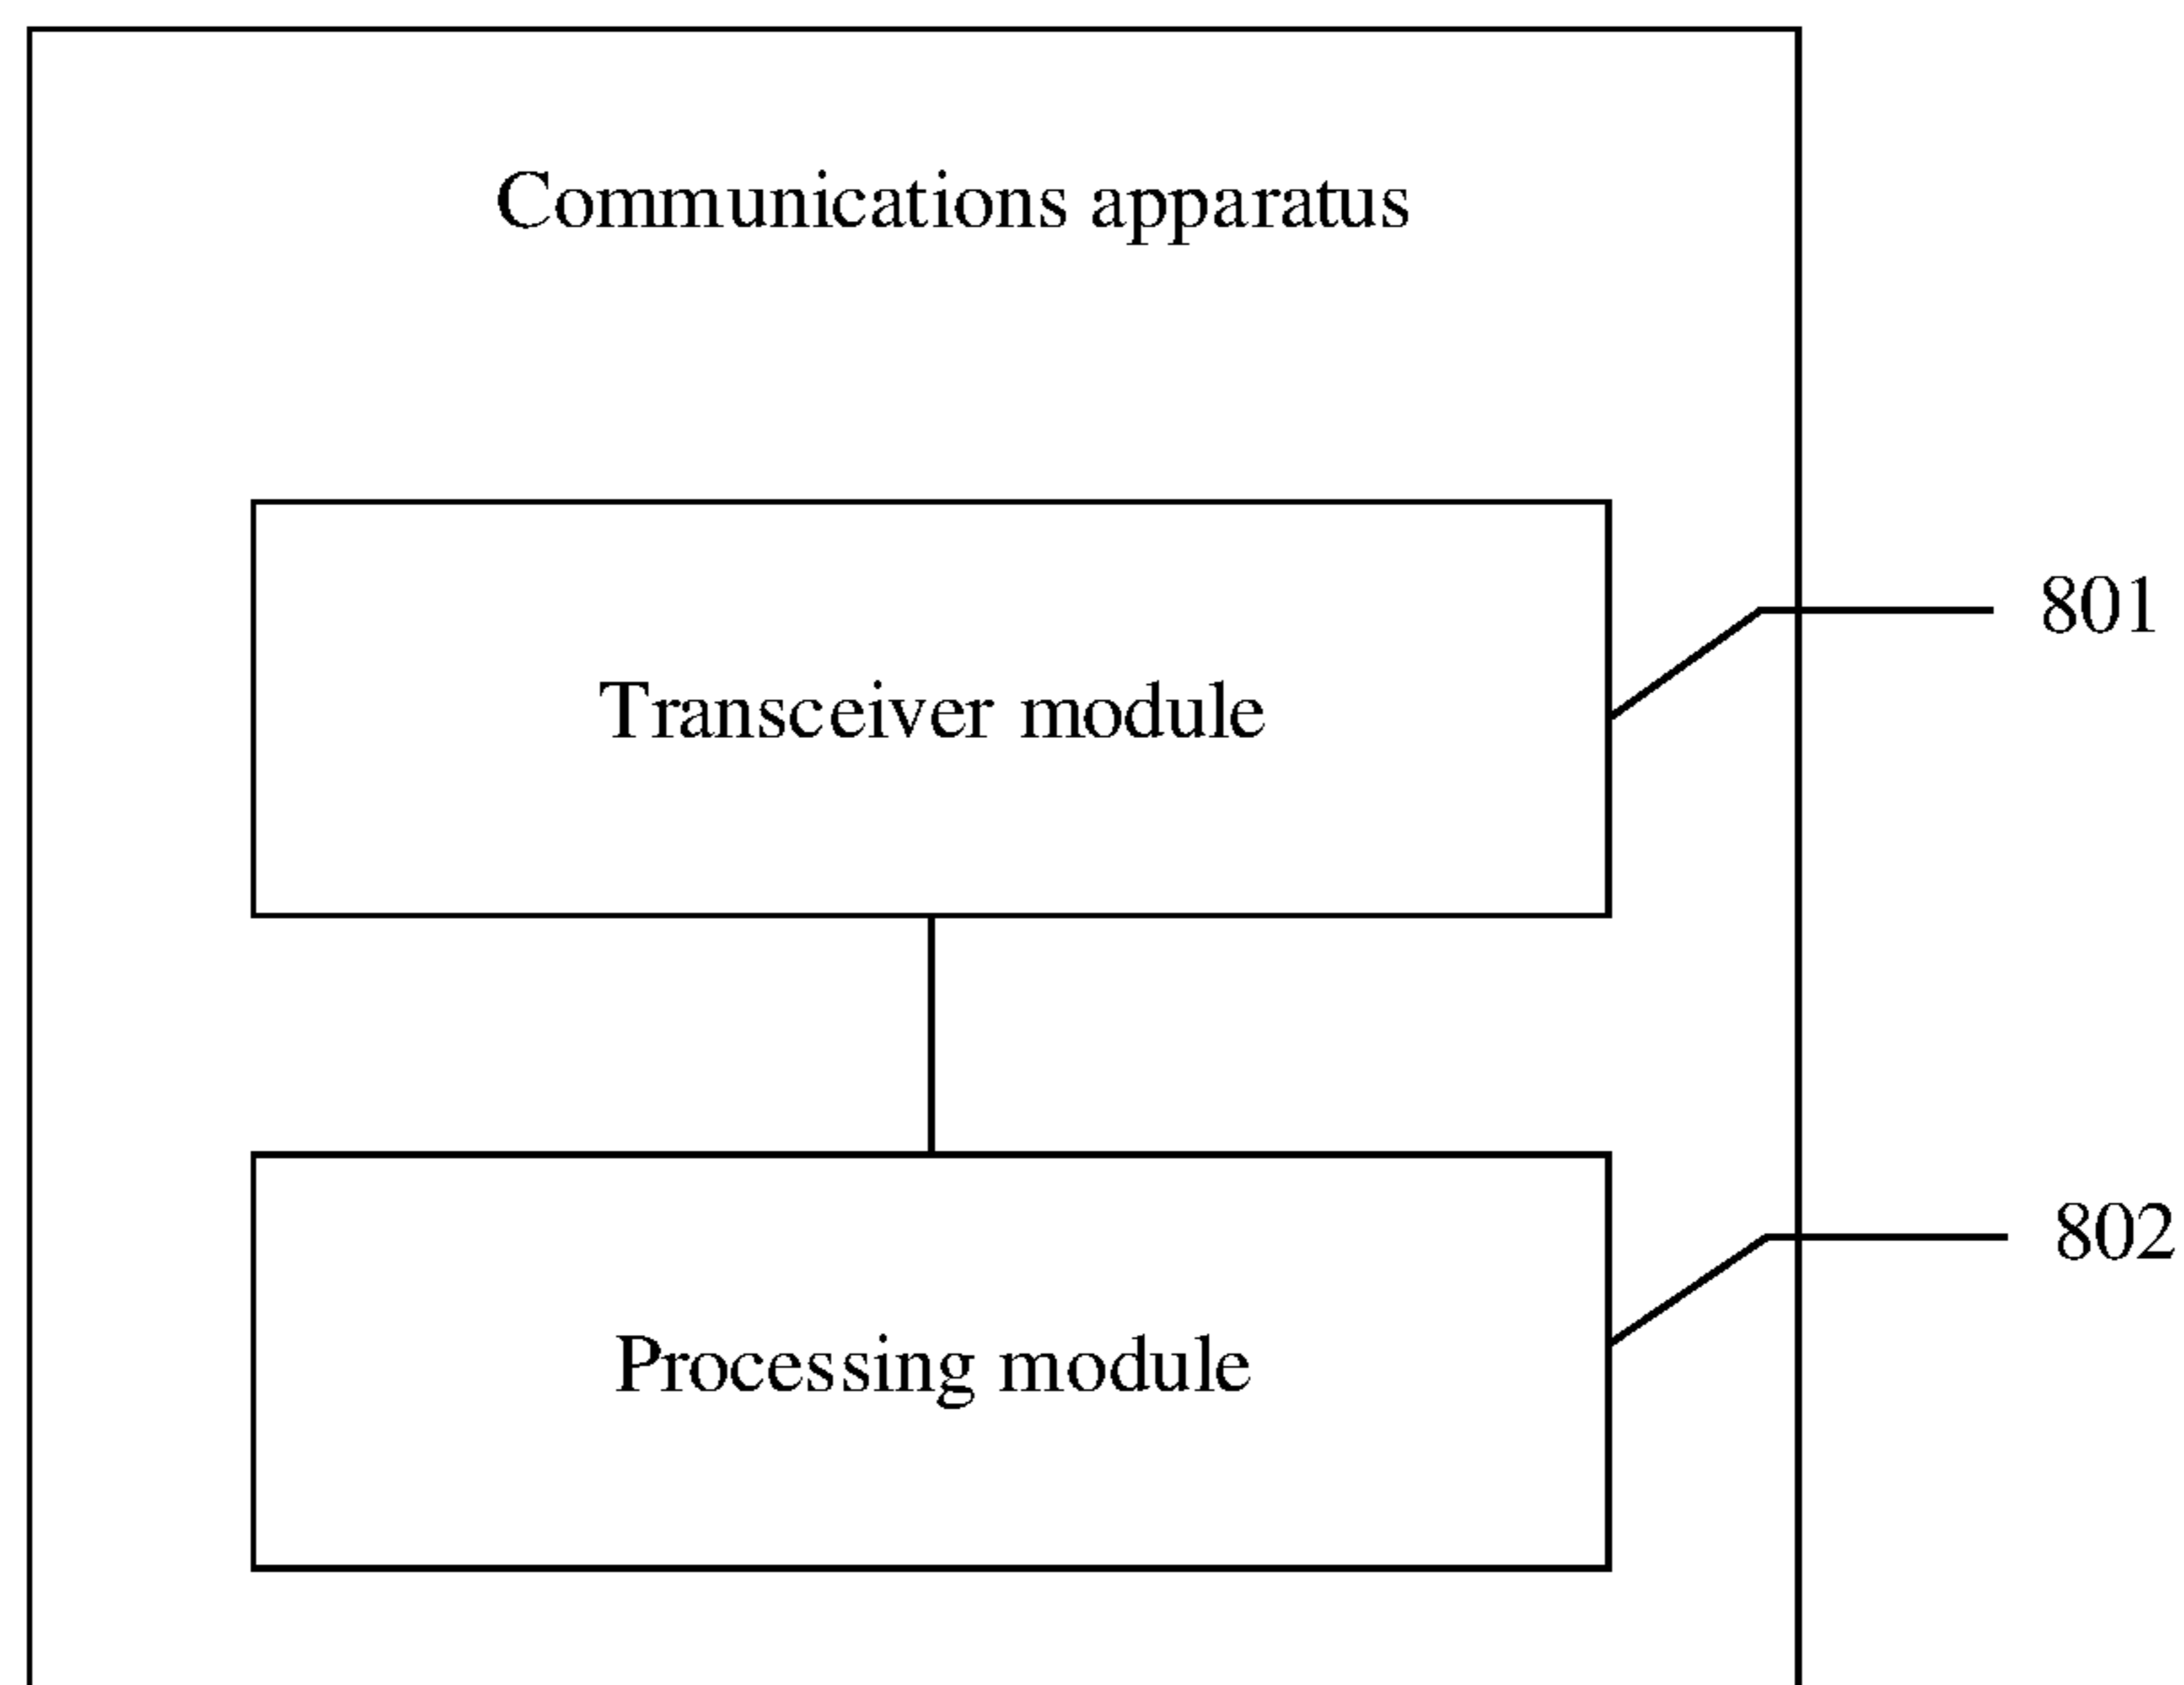 Communications apparatus
801
Transceiver module
802
Processing module